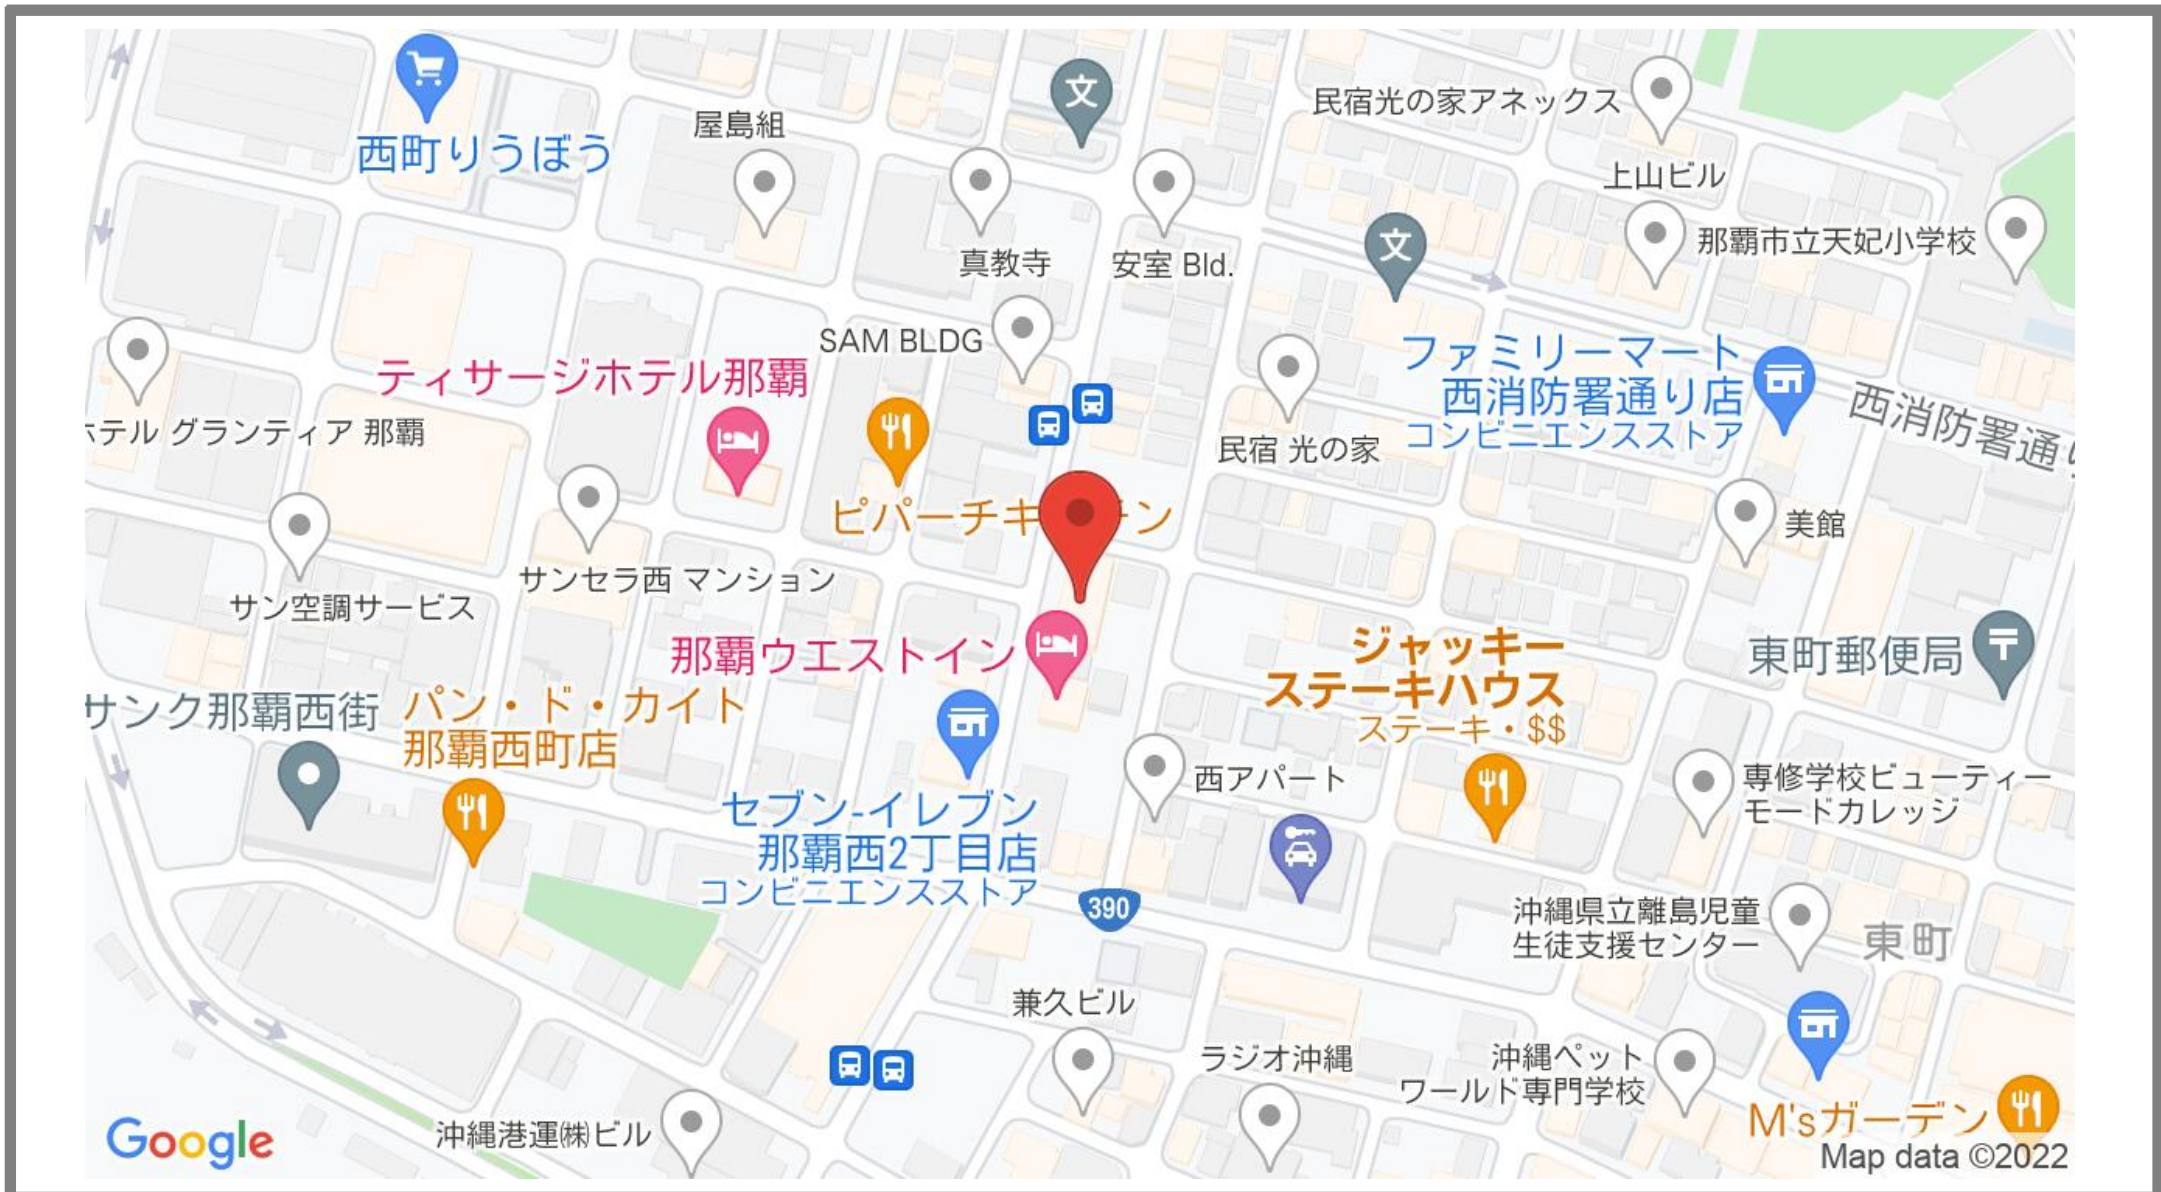 西町りうぼう
屋島組
文
民宿光の家アネックス
上山ビル
真教寺
安室 Bld.
文
那覇市立天妃小学校
SAM BLDG
ティサージホテル那覇
ファミリーマート
西消防署通り店
コンビニエンスストア
西消防署通り
ホテル グランティア 那覇
民宿 光の家
ピパーチキ
チン
美館
サンセラ西 マンション
サン空調サービス
那覇ウエストイン
ジャッキー
ステーキハウス
ステーキ・$$
東町郵便局
サンク那覇西街
パン・ド・カイト
那覇西町店
西アパート
専修学校ビューティー
モードカレッジ
セブン-イレブン
那覇西2丁目店
コンビニエンスストア
390
沖縄県立離島児童
生徒支援センター
東町
兼久ビル
ラジオ沖縄
沖縄ペット
ワールド専門学校
M'sガーデン
沖縄港運㈱ビル
Google
Map data ©2022